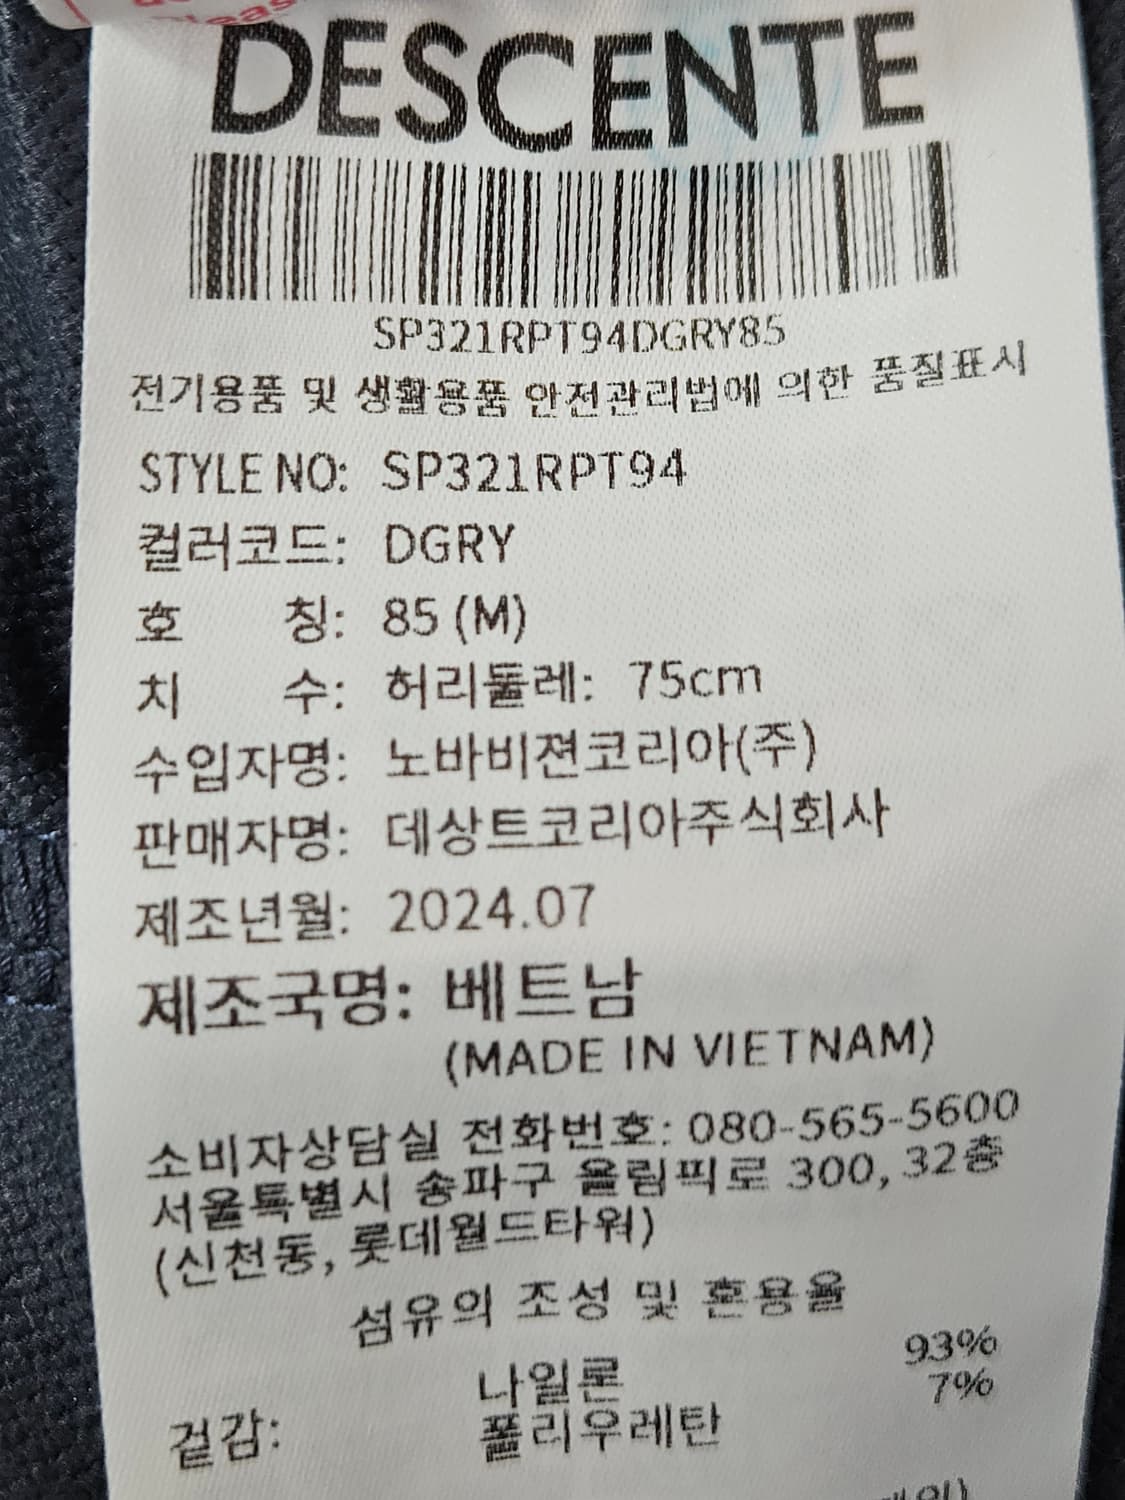 DESCENTE
SP321RPT94DGRY85
전기용품 및 생활용품 안전관리법에 의한 품질표시
STYLE NO: SP321RPT94
컬러코드: DGRY
호 칭: 85 (M)
치 수: 허리둘레: 75cm
수입자명: 노바비젼코리아(주)
판매자명: 데상트코리아주식회사
제조년월: 2024.07
제조국명: 베트남
(MADE IN VIETNAM)
소비자상담실 전화번호: 080-565-5600
서울특별시 송파구 올림픽로 300, 32층
(신천동, 롯데월드타워)
섬유의 조성 및 혼용율
나일론 93%
겉감: 폴리우레탄 7%